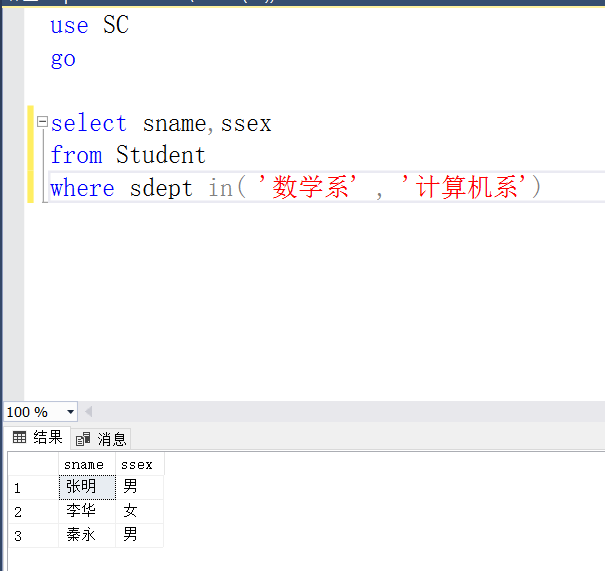 use SC
go
select sname,ssex
from Student
where sdept in( '数学系' , '计算机系')
100 %
结果 消息
sname ssex
1 张明 男
2 李华 女
3 秦永 男